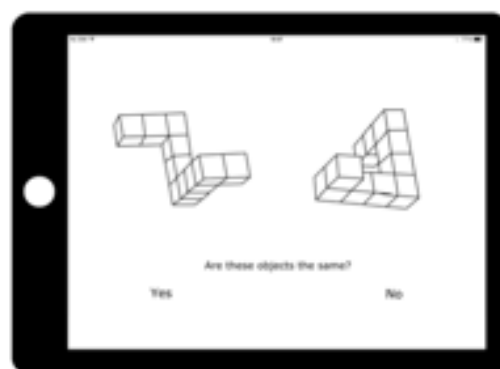 Are these objects the same?
Yes
No